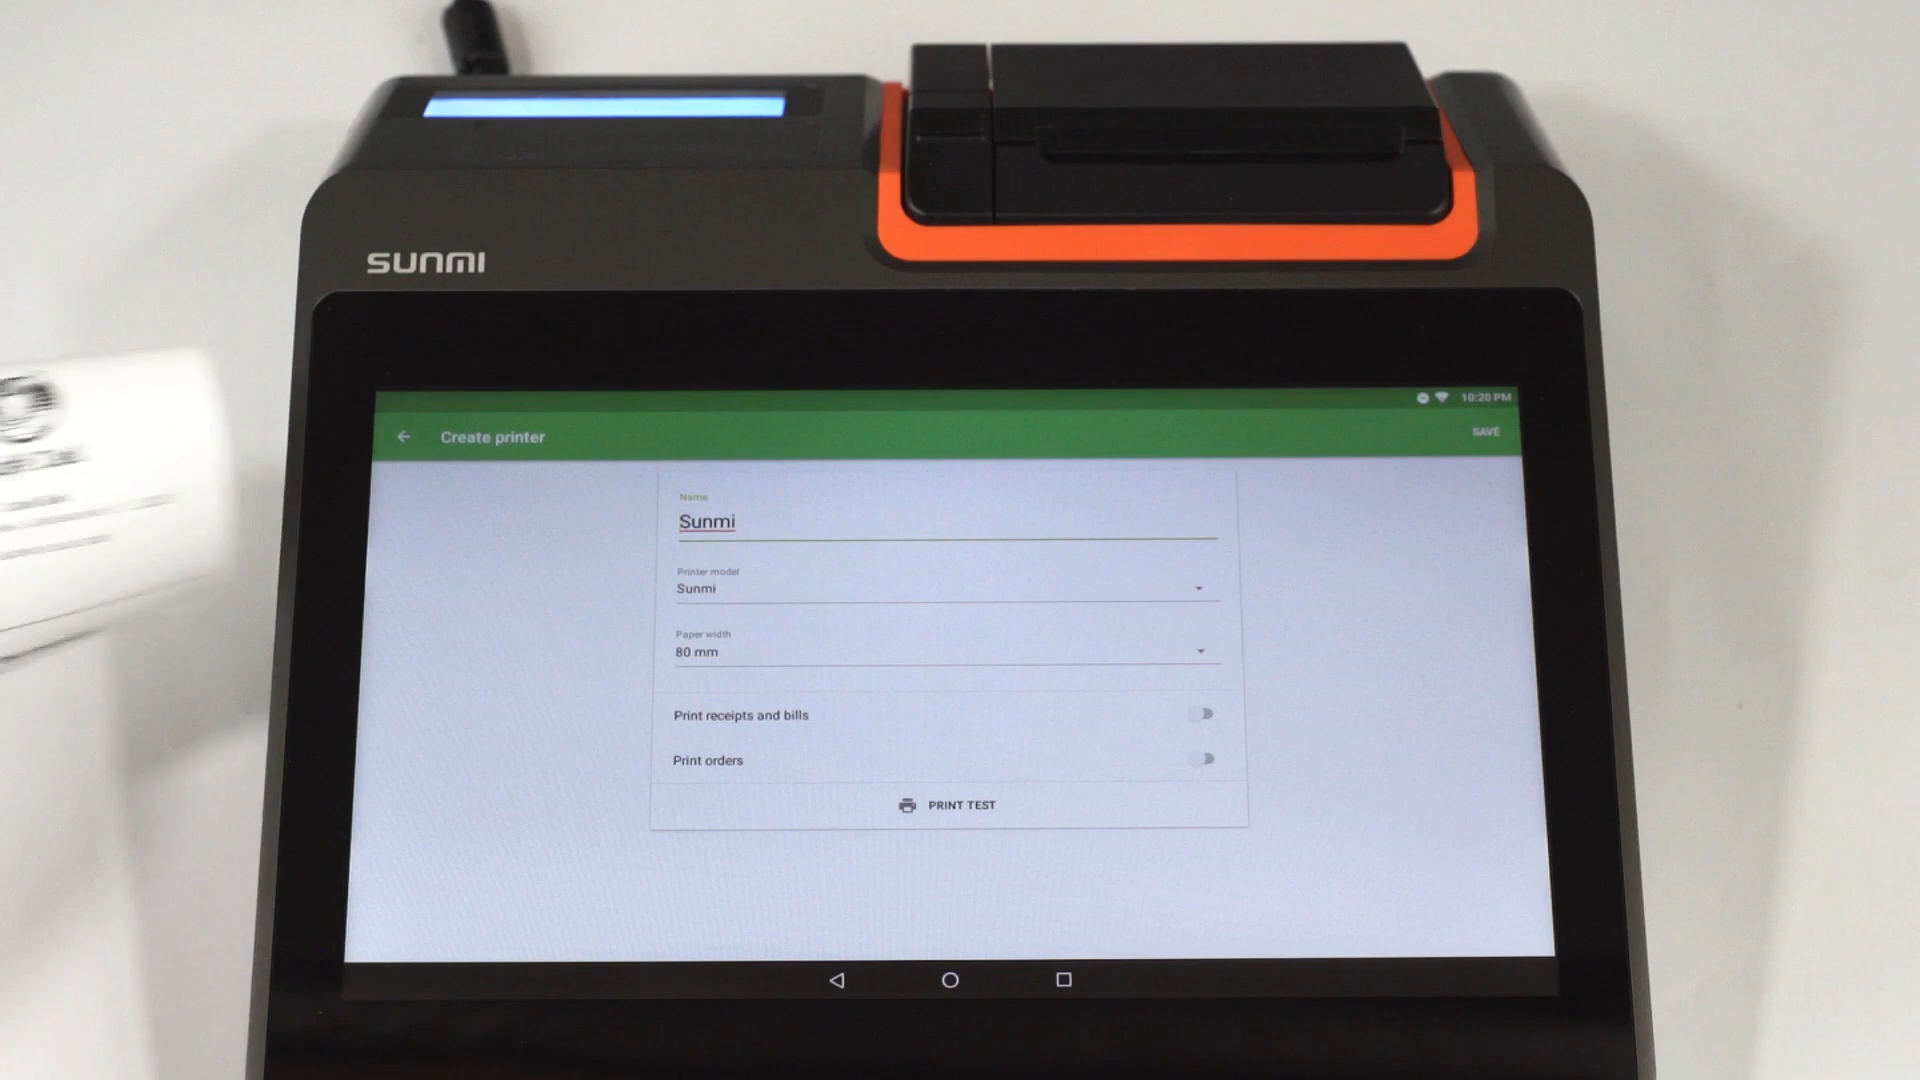 SUNMI
10:20 PM
Create printer
SAVE
Name
Sunmi
Printer model
Sunmi
Paper width
80 mm
Print receipts and bills
Print orders
PRINT TEST